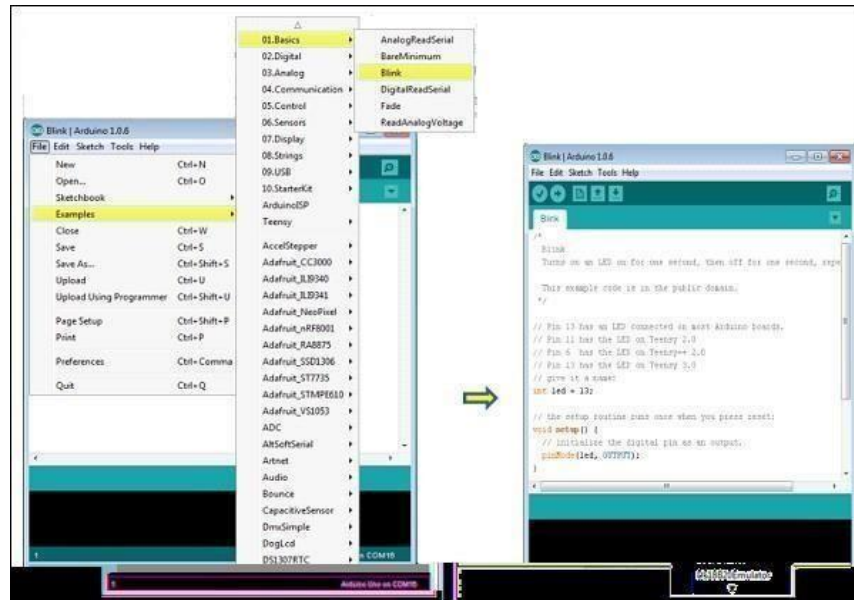 Blink | Arduino 1.0.6
File Edit Sketch Tools Help
New Ctrl+N
Open... Ctrl+O
Sketchbook
Examples
Close Ctrl+W
Save Ctrl+S
Save As... Ctrl+Shift+S
Upload Ctrl+U
Upload Using Programmer Ctrl+Shift+U
Page Setup Ctrl+Shift+P
Print Ctrl+P
Preferences Ctrl+Comma
Quit Ctrl+Q
1
on COM16
01.Basics
02.Digital
03.Analog
04.Communication
05.Control
06.Sensors
07.Display
08.Strings
09.USB
10.StarterKit
ArduinoISP
Teensy
AccelStepper
Adafruit_CC3000
Adafruit_ILI9340
Adafruit_ILI9341
Adafruit_NeoPixel
Adafruit_nRF8001
Adafruit_RA8875
Adafruit_SSD1306
Adafruit_ST7735
Adafruit_STMPE610
Adafruit_VS1053
ADC
AltSoftSerial
Artnet
Audio
Bounce
CapacitiveSensor
DmxSimple
DogLcd
DS1307RTC
AnalogReadSerial
BareMinimum
Blink
DigitalReadSerial
Fade
ReadAnalogVoltage
Blink | Arduino 1.0.6
File Edit Sketch Tools Help
Blink
/*
Blink
Turns on an LED on for one second, then off for one second, repe
This example code is in the public domain.
*/
// Pin 13 has an LED connected on most Arduino boards.
// Pin 11 has the LED on Teensy 2.0
// Pin 6 has the LED on Teensy++ 2.0
// Pin 13 has the LED on Teensy 3.0
// give it a name:
int led = 13;
// the setup routine runs once when you press reset:
void setup() {
// initialize the digital pin as an output.
pinMode(led, OUTPUT);
}
1
Arduino Uno on COM16